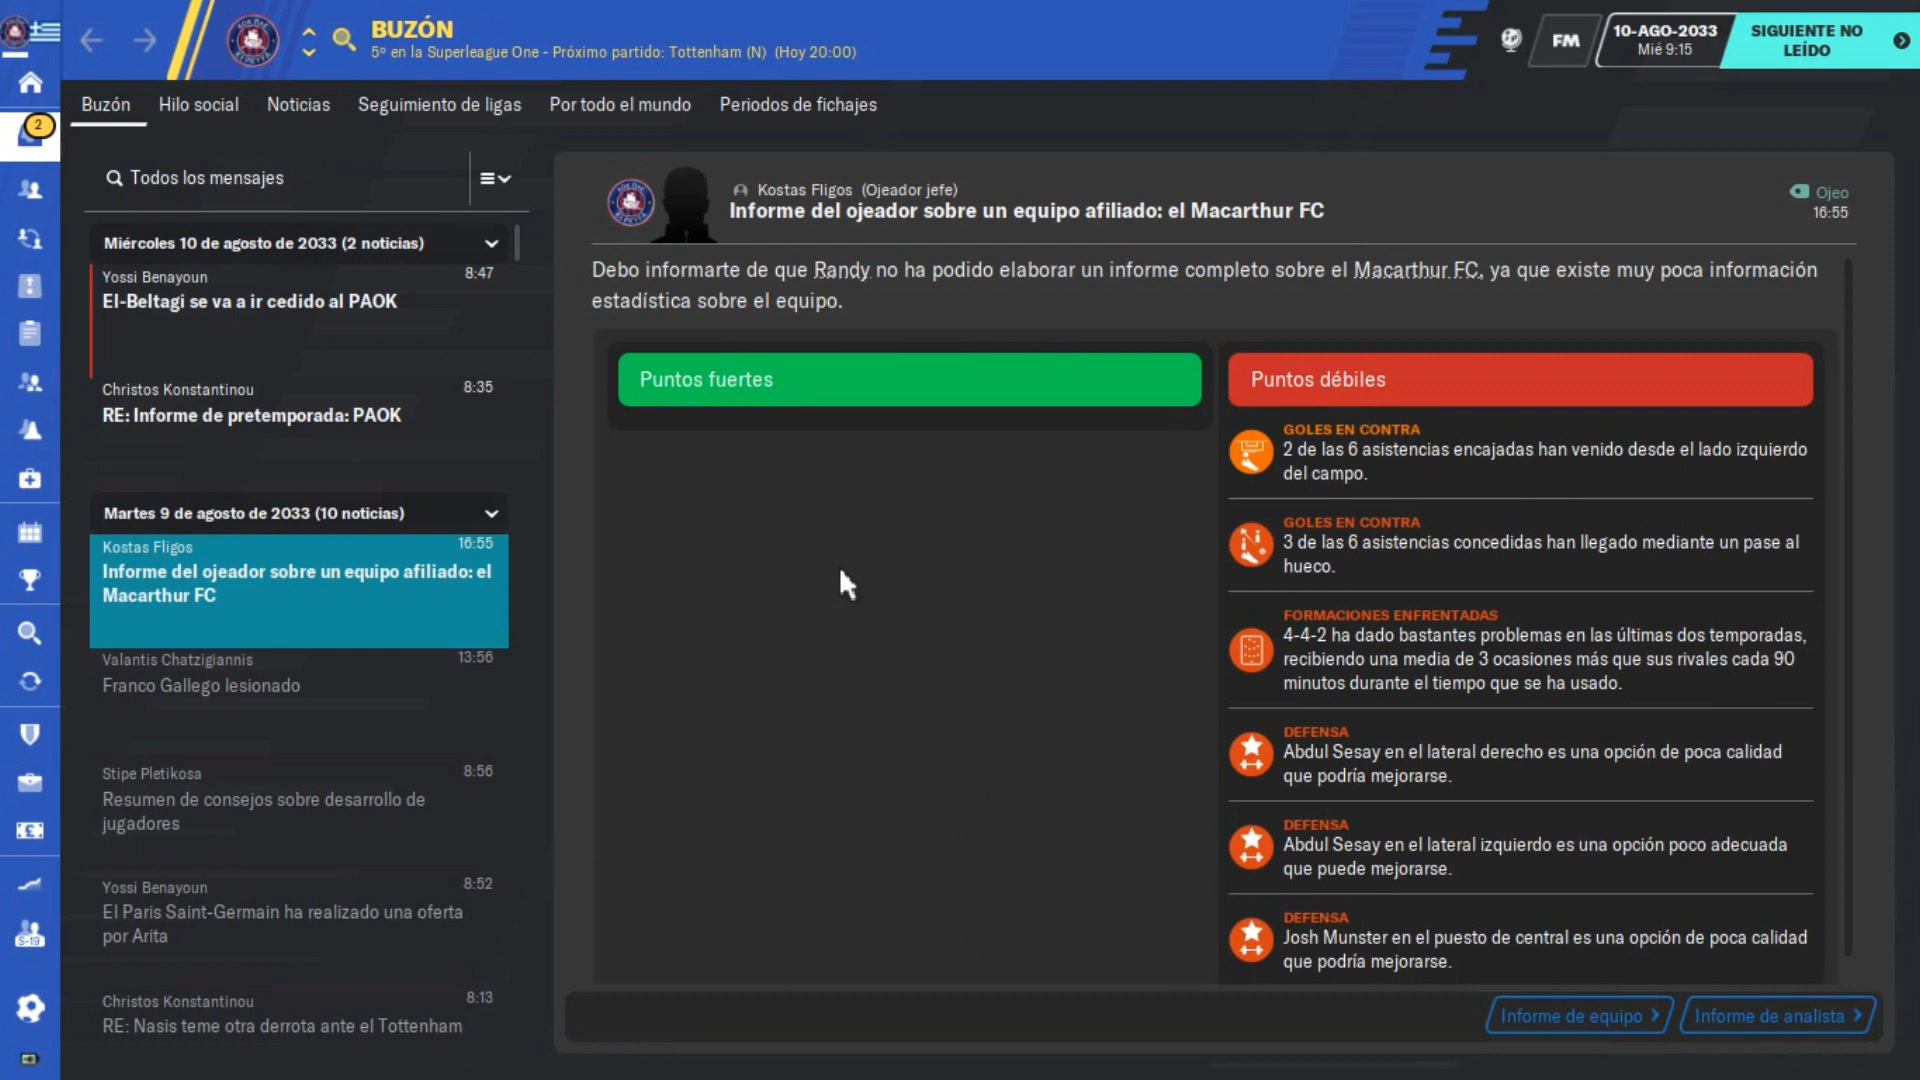 BUZÓN
5º en la Superleague One - Próximo partido: Tottenham (N) (Hoy 20:00)
FM
10-AGO-2033
Mié 9:15
SIGUIENTE NO
LEÍDO
2
Buzón
Hilo social
Noticias
Seguimiento de ligas
Por todo el mundo
Periodos de fichajes
Todos los mensajes
Miércoles 10 de agosto de 2033 (2 noticias)
Yossi Benayoun
8:47
El-Beltagi se va a ir cedido al PAOK
Christos Konstantinou
8:35
RE: Informe de pretemporada: PAOK
Martes 9 de agosto de 2033 (10 noticias)
Kostas Fligos
16:55
Informe del ojeador sobre un equipo afiliado: el
Macarthur FC
Valantis Chatzigiannis
13:56
Franco Gallego lesionado
Stipe Pletikosa
8:56
Resumen de consejos sobre desarrollo de
jugadores
Yossi Benayoun
8:52
El Paris Saint-Germain ha realizado una oferta
por Arita
Christos Konstantinou
8:13
RE: Nasis teme otra derrota ante el Tottenham
S-19
Kostas Fligos (Ojeador jefe)
Informe del ojeador sobre un equipo afiliado: el Macarthur FC
Ojeo
16:55
Debo informarte de que Randy no ha podido elaborar un informe completo sobre el Macarthur FC, ya que existe muy poca información
estadística sobre el equipo.
Puntos fuertes
Puntos débiles
GOLES EN CONTRA
2 de las 6 asistencias encajadas han venido desde el lado izquierdo
del campo.
GOLES EN CONTRA
3 de las 6 asistencias concedidas han llegado mediante un pase al
hueco.
FORMACIONES ENFRENTADAS
4-4-2 ha dado bastantes problemas en las últimas dos temporadas,
recibiendo una media de 3 ocasiones más que sus rivales cada 90
minutos durante el tiempo que se ha usado.
DEFENSA
Abdul Sesay en el lateral derecho es una opción de poca calidad
que podría mejorarse.
DEFENSA
Abdul Sesay en el lateral izquierdo es una opción poco adecuada
que puede mejorarse.
DEFENSA
Josh Munster en el puesto de central es una opción de poca calidad
que podría mejorarse.
Informe de equipo
Informe de analista